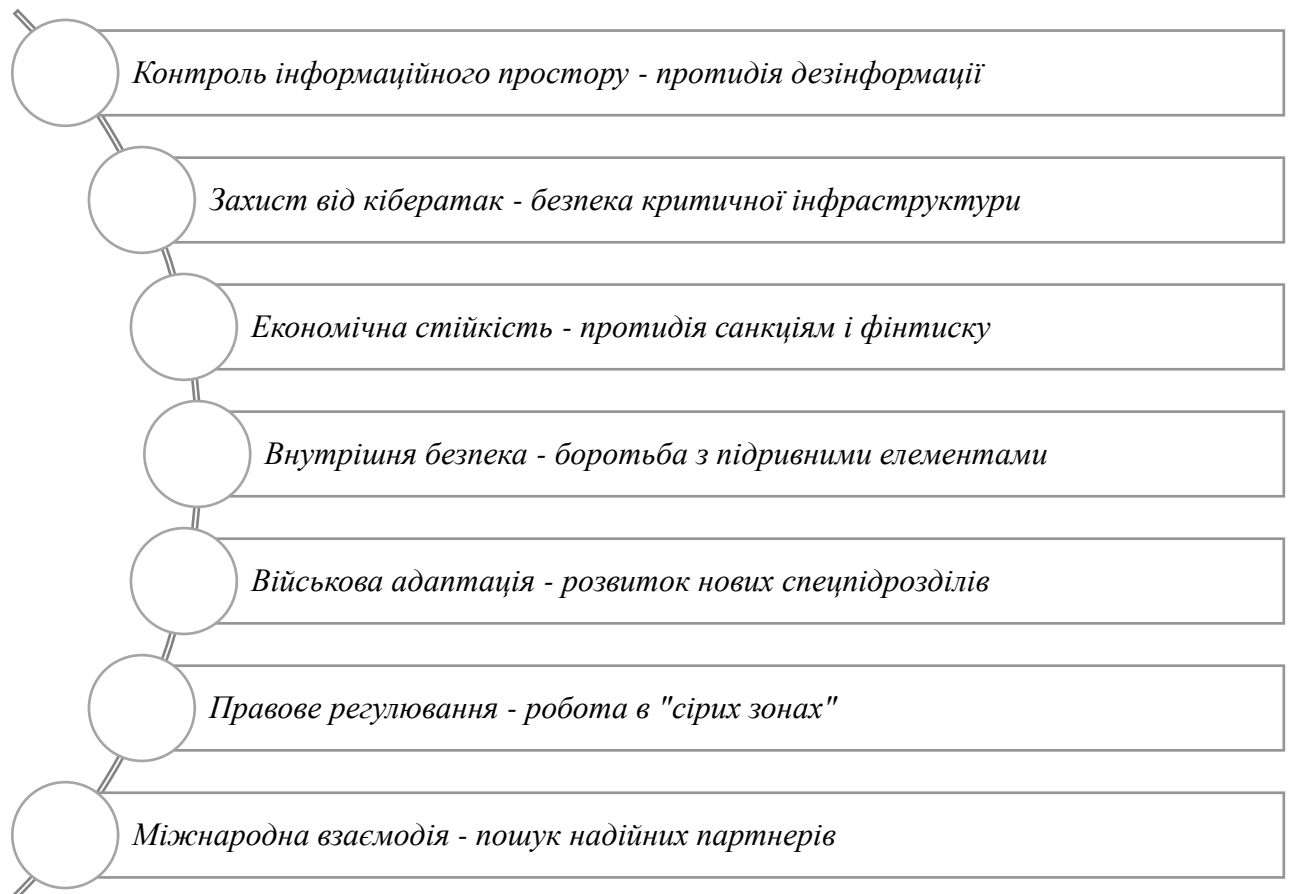 Контроль інформаційного простору - протидія дезінформації
Захист від кібератак - безпека критичної інфраструктури
Економічна стійкість - протидія санкціям і фінтиску
Внутрішня безпека - боротьба з підривними елементами
Військова адаптація - розвиток нових спецпідрозділів
Правове регулювання - робота в "сірих зонах"
Міжнародна взаємодія - пошук надійних партнерів